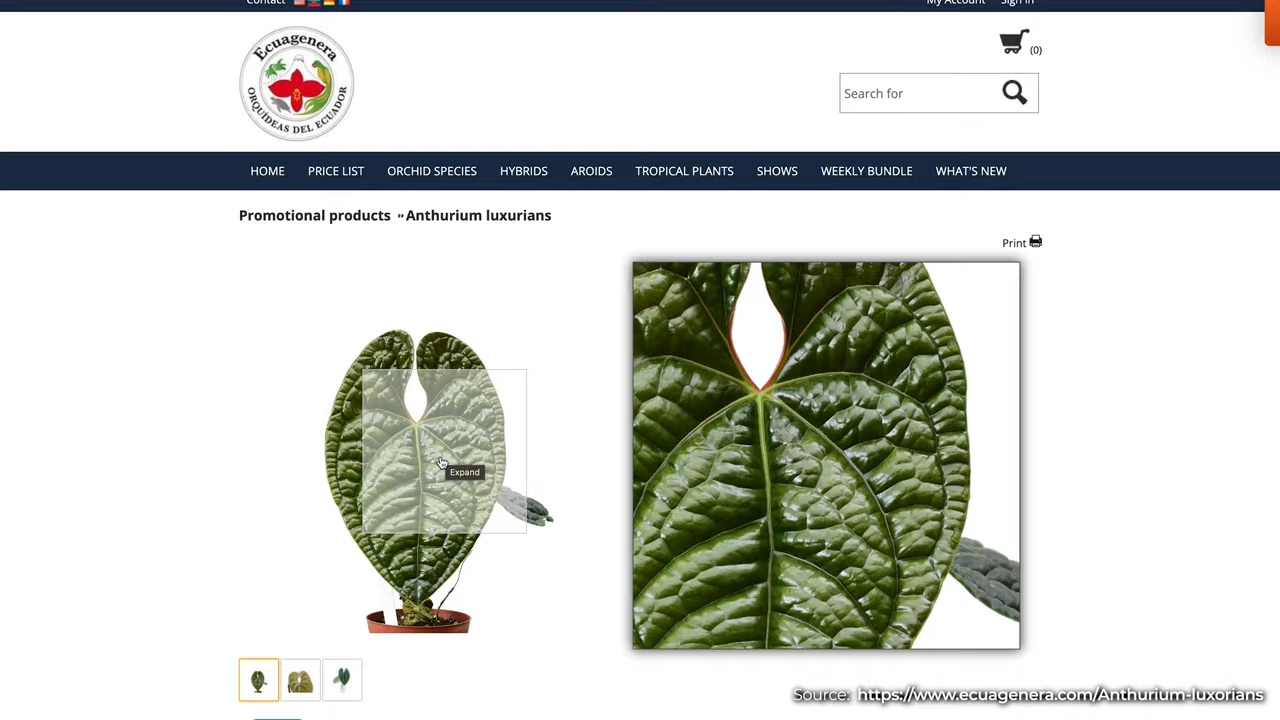 Contact
My Account Sign in
Ecuagenera
ORQUÍDEAS DEL ECUADOR
(0)
Search for
HOME PRICE LIST ORCHID SPECIES HYBRIDS AROIDS TROPICAL PLANTS SHOWS WEEKLY BUNDLE WHAT'S NEW
Promotional products » Anthurium luxurians
Print
Expand
Source: https://www.ecuagenera.com/Anthurium-luxorians